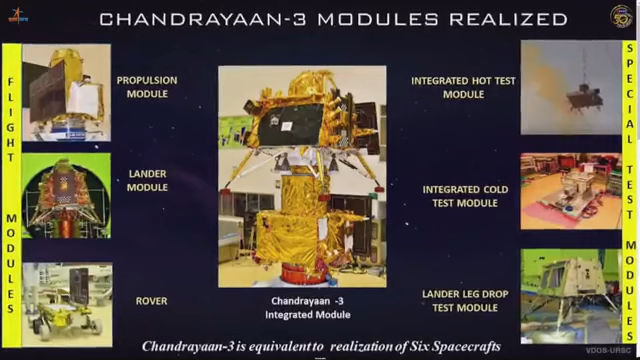 CHANDRAYAAN-3 MODULES REALIZED
FLIGHT MODULES
PROPULSION
MODULE
LANDER
MODULE
ROVER
Chandrayaan -3
Integrated Module
INTEGRATED HOT TEST
MODULE
INTEGRATED COLD
TEST MODULE
LANDER LEG DROP
TEST MODULE
SPECIAL TEST MODULES
Chandrayaan-3 is equivalent to realization of Six Spacecrafts
VDOS-URSC